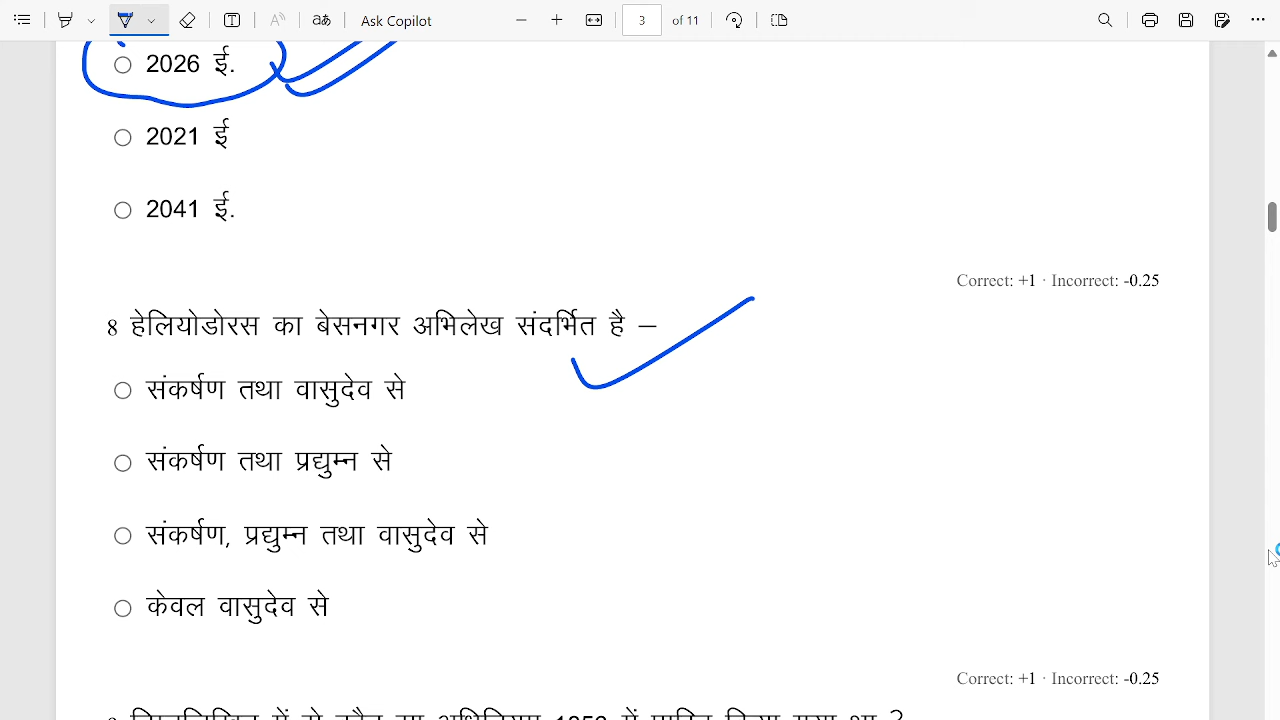 Ask Copilot
3 of 11
2026 ई.
2021 ई
2041 ई.
Correct: +1 · Incorrect: -0.25
8 हेलियोडोरस का बेसनगर अभिलेख संदर्भित है –
संकर्षण तथा वासुदेव से
संकर्षण तथा प्रद्युम्न से
संकर्षण, प्रद्युम्न तथा वासुदेव से
केवल वासुदेव से
Correct: +1 · Incorrect: -0.25